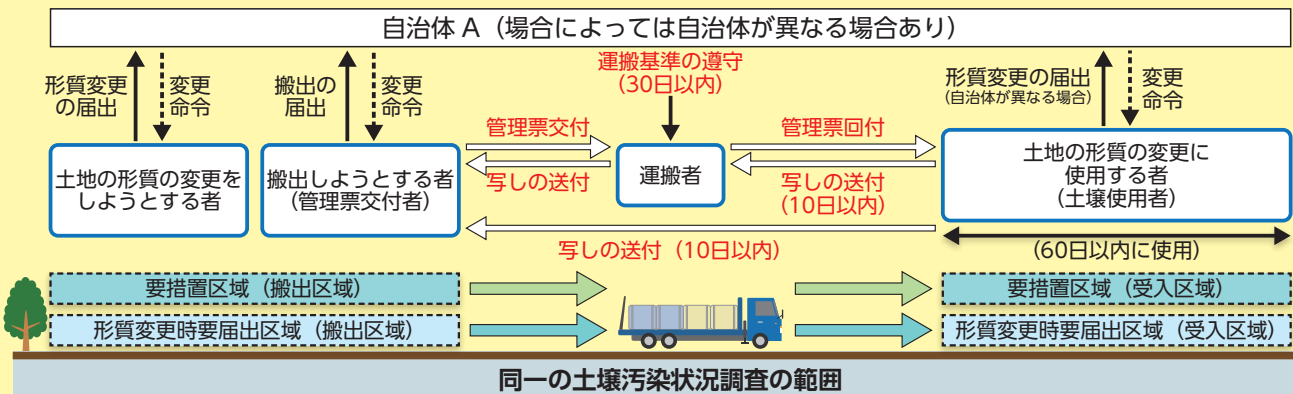 自治体 A（場合によっては自治体が異なる場合あり）
形質変更
の届出
変更
命令
搬出の
届出
変更
命令
運搬基準の遵守
(30日以内)
形質変更の届出
(自治体が異なる場合)
変更
命令
管理票交付
管理票回付
土地の形質の変更を
しようとする者
搬出しようとする者
(管理票交付者)
運搬者
土地の形質の変更に
使用する者
(土壌使用者)
写しの送付
写しの送付
(10日以内)
写しの送付（10日以内）
(60日以内に使用)
要措置区域（搬出区域）
要措置区域（受入区域）
形質変更時要届出区域（搬出区域）
形質変更時要届出区域（受入区域）
同一の土壌汚染状況調査の範囲